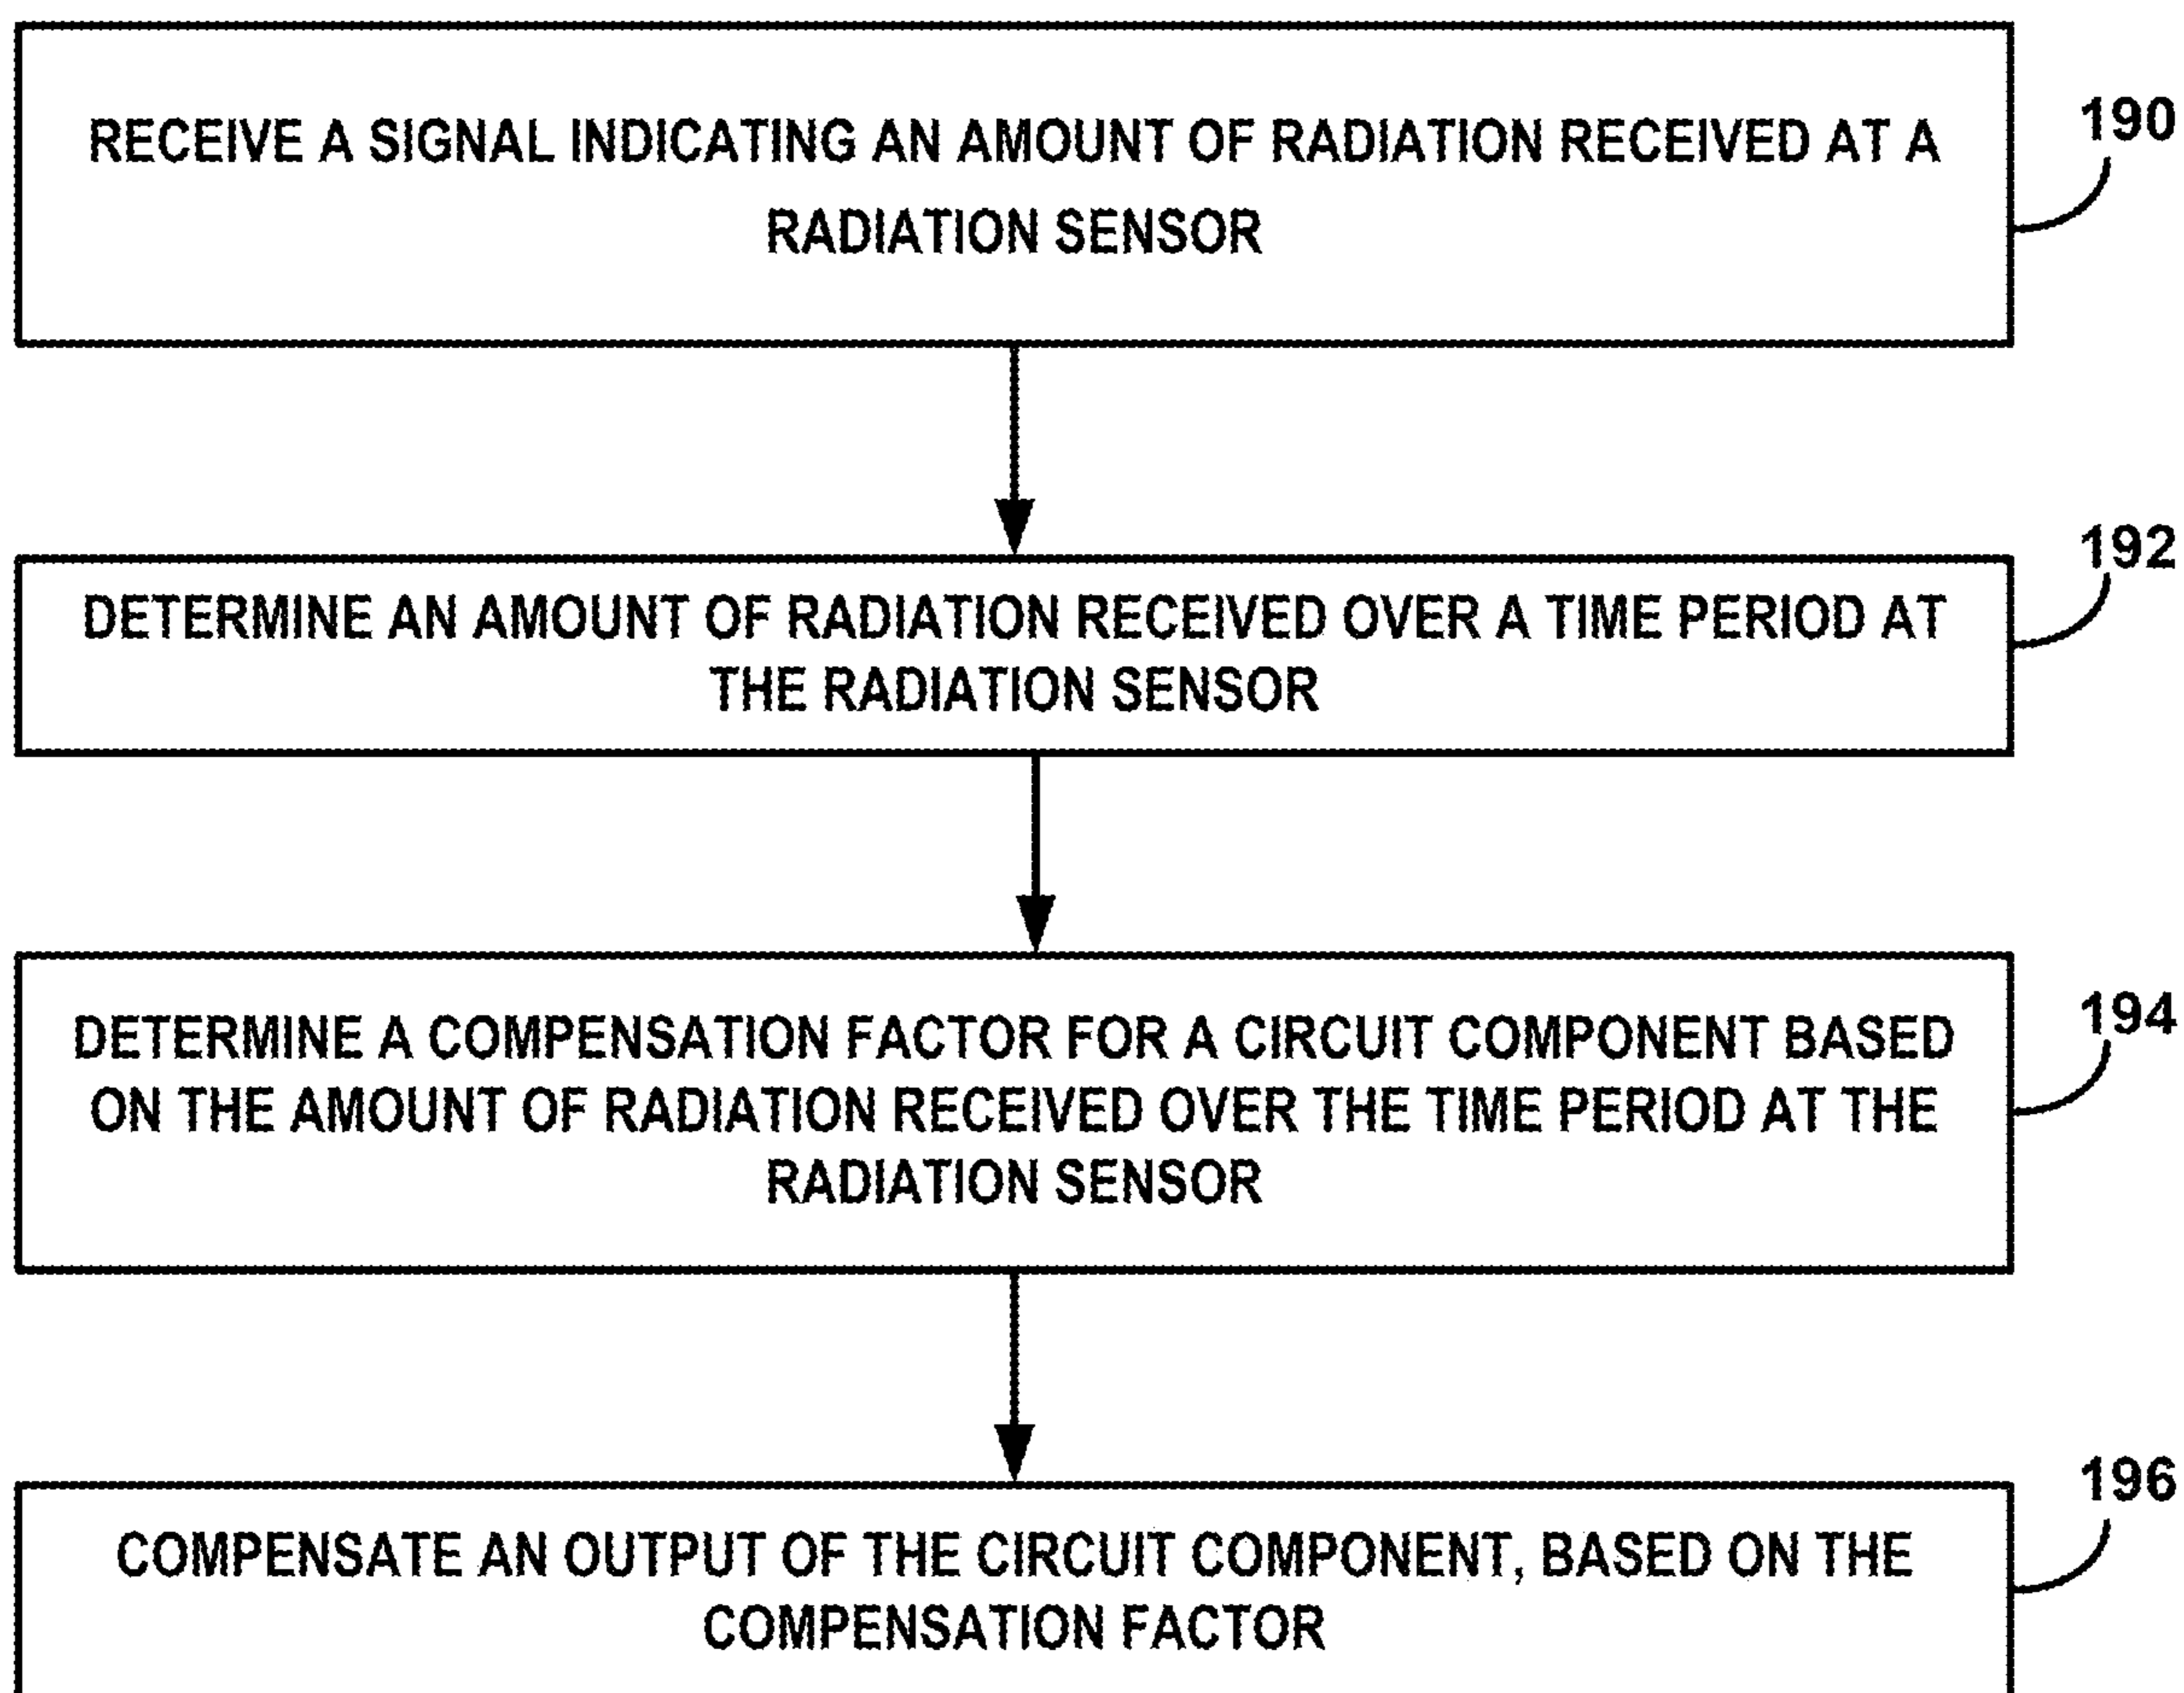 RECEIVE A SIGNAL INDICATING AN AMOUNT OF RADIATION RECEIVED AT A
RADIATION SENSOR
190
DETERMINE AN AMOUNT OF RADIATION RECEIVED OVER A TIME PERIOD AT
THE RADIATION SENSOR
192
DETERMINE A COMPENSATION FACTOR FOR A CIRCUIT COMPONENT BASED
ON THE AMOUNT OF RADIATION RECEIVED OVER THE TIME PERIOD AT THE
RADIATION SENSOR
194
COMPENSATE AN OUTPUT OF THE CIRCUIT COMPONENT, BASED ON THE
COMPENSATION FACTOR
196